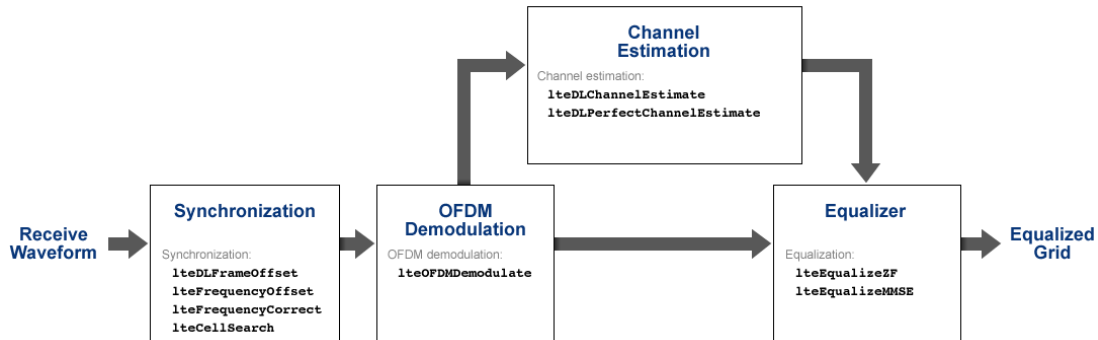 Channel
Estimation
Channel estimation:
lteDLChannelEstimate
lteDLPerfectChannelEstimate
Receive
Waveform
Synchronization
Synchronization:
lteDLFrameOffset
lteFrequencyOffset
lteFrequencyCorrect
lteCellSearch
OFDM
Demodulation
OFDM demodulation:
lteOFDMDemodulate
Equalizer
Equalization:
lteEqualizeZF
lteEqualizeMMSE
Equalized
Grid